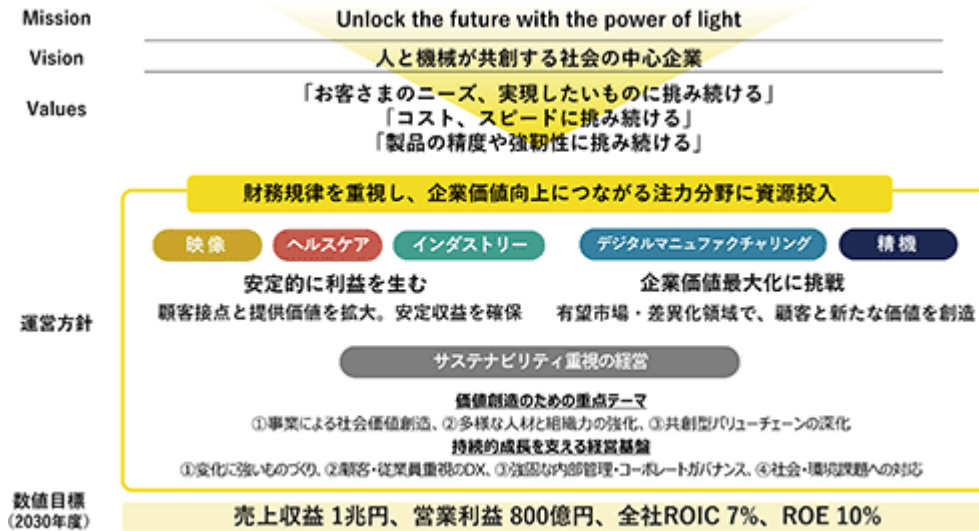 Mission
Unlock the future with the power of light
Vision
人と機械が共創する社会の中心企業
Values
「お客さまのニーズ、実現したいものに挑み続ける」
「コスト、スピードに挑み続ける」
「製品の精度や強靭性に挑み続ける」
運営方針
財務規律を重視し、企業価値向上につながる注力分野に資源投入
映像
ヘルスケア
インダストリー
デジタルマニュファクチャリング
精機
安定的に利益を生む
顧客接点と提供価値を拡大。安定収益を確保
企業価値最大化に挑戦
有望市場・差異化領域で、顧客と新たな価値を創造
サステナビリティ重視の経営
価値創造のための重点テーマ
①事業による社会価値創造、②多様な人材と組織力の強化、③共創型バリューチェーンの深化
持続的成長を支える経営基盤
①変化に強いものづくり、②顧客・従業員重視のDX、③強固な内部管理・コーポレートガバナンス、④社会・環境課題への対応
数値目標
(2030年度)
売上収益 1兆円、営業利益 800億円、全社ROIC 7%、ROE 10%